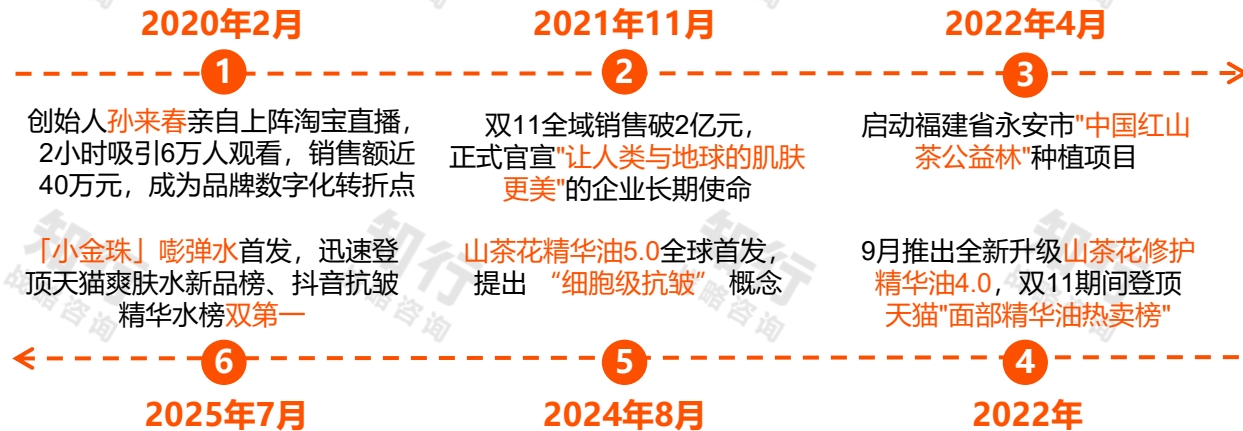 2020年2月
1
创始人孙来春亲自上阵淘宝直播，
2小时吸引6万人观看，销售额近
40万元，成为品牌数字化转折点
2021年11月
2
双11全域销售破2亿元，
正式官宣"让人类与地球的肌肤
更美"的企业长期使命
2022年4月
3
启动福建省永安市"中国红山
茶公益林"种植项目
9月推出全新升级山茶花修护
精华油4.0，双11期间登顶
天猫"面部精华油热卖榜"
4
2022年
山茶花精华油5.0全球首发，
提出 “细胞级抗皱” 概念
5
2024年8月
「小金珠」嘭弹水首发，迅速登
顶天猫爽肤水新品榜、抖音抗皱
精华水榜双第一
6
2025年7月
知行
战略咨询